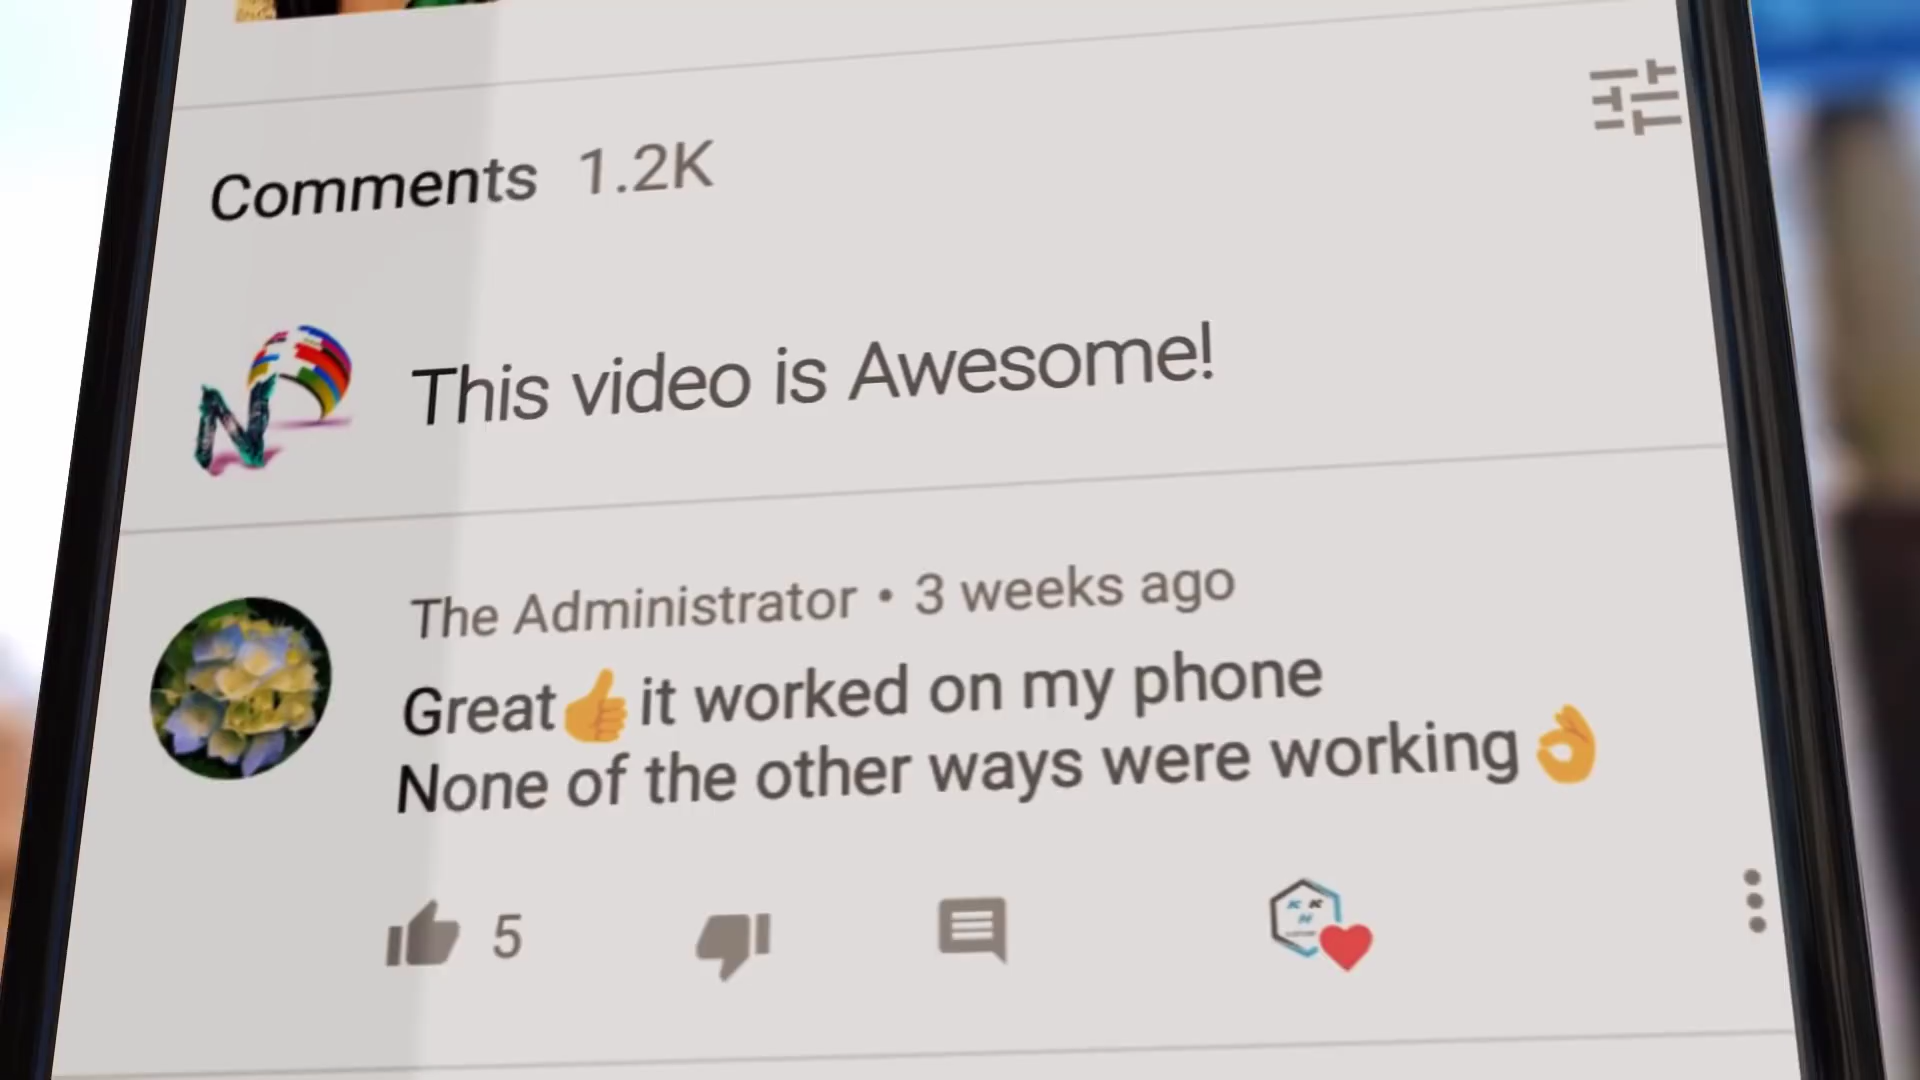 Comments 1.2K
This video is Awesome!
The Administrator • 3 weeks ago
Great👍it worked on my phone
None of the other ways were working👌
5